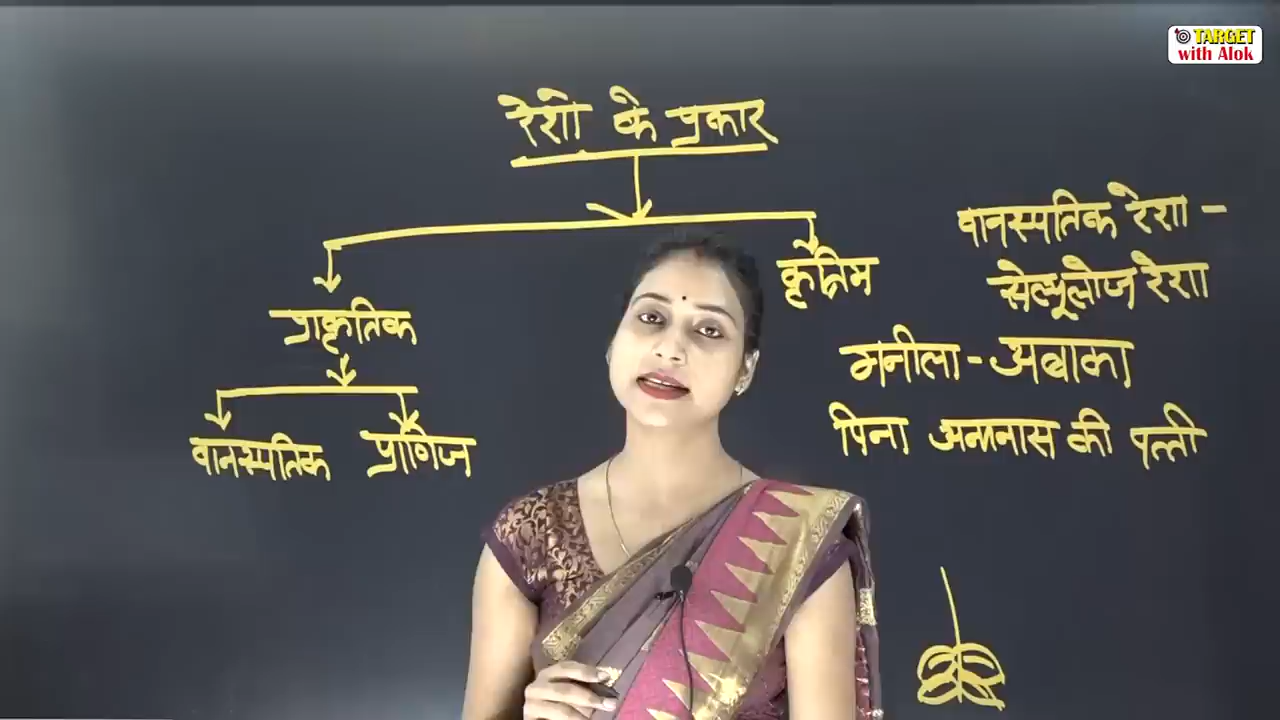 TARGET
with Alok
रेशो के प्रकार
प्राकृतिक
कृत्रिम
वानस्पतिक प्राणिज
वानस्पतिक रेशा -
सेल्यूलोज रेशा
मनीला - अबाका
पिना अनानास की पत्ती